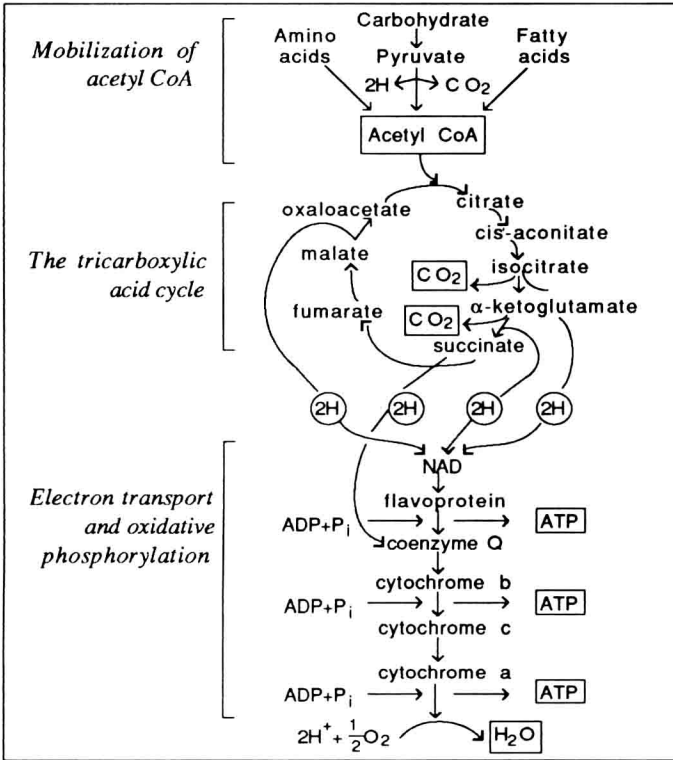 Mobilization of
acetyl CoA
Carbohydrate
Amino
acids
Fatty
acids
Pyruvate
2H
CO₂
Acetyl CoA
The tricarboxylic
acid cycle
oxaloacetate
citrate
cis-aconitate
malate
isocitrate
CO₂
fumarate
α-ketoglutamate
CO₂
succinate
2H
2H
2H
2H
Electron transport
and oxidative
phosphorylation
NAD
flavoprotein
ADP+Pᵢ
ATP
coenzyme Q
cytochrome b
ADP+Pᵢ
ATP
cytochrome c
cytochrome a
ADP+Pᵢ
ATP
2H⁺ + ½O₂
H₂O